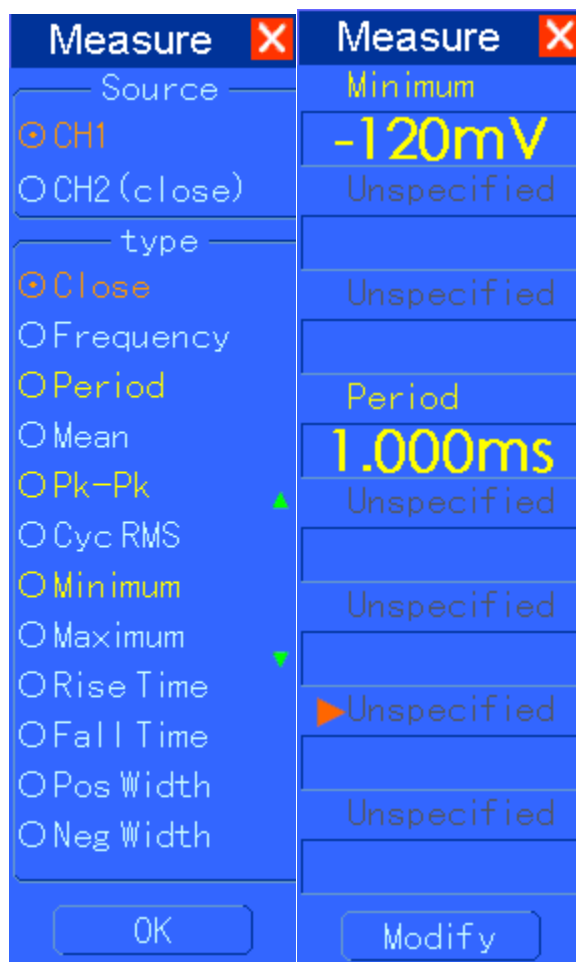 Measure
Source
CH1
CH2(close)
type
Close
Frequency
Period
Mean
Pk-Pk
Cyc RMS
Minimum
Maximum
Rise Time
Fall Time
Pos Width
Neg Width
OK
Measure
Minimum
-120mV
Unspecified
Unspecified
Period
1.000ms
Unspecified
Unspecified
Unspecified
Unspecified
Modify